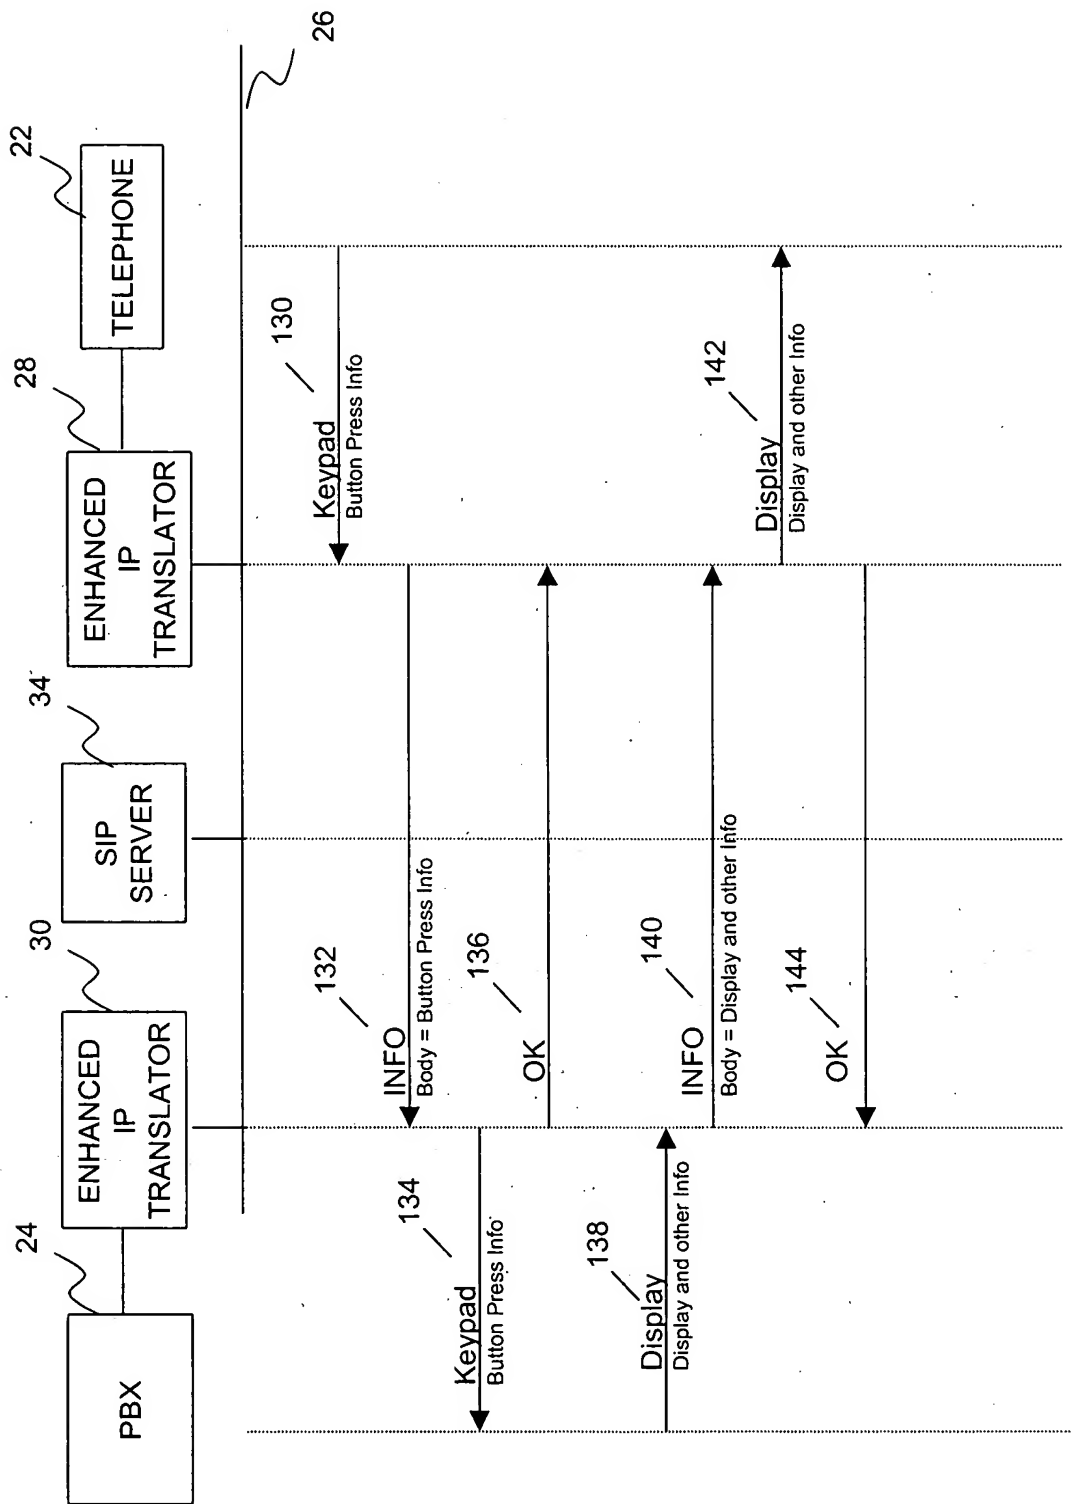 24
30
34
28
22
PBX
ENHANCED
IP
TRANSLATOR
SIP
SERVER
ENHANCED
IP
TRANSLATOR
TELEPHONE
26
130
Keypad
Button Press Info
132
INFO
Body = Button Press Info
134
Keypad
Button Press Info
136
OK
138
Display
Display and other Info
140
INFO
Body = Display and other Info
142
Display
Display and other Info
144
OK